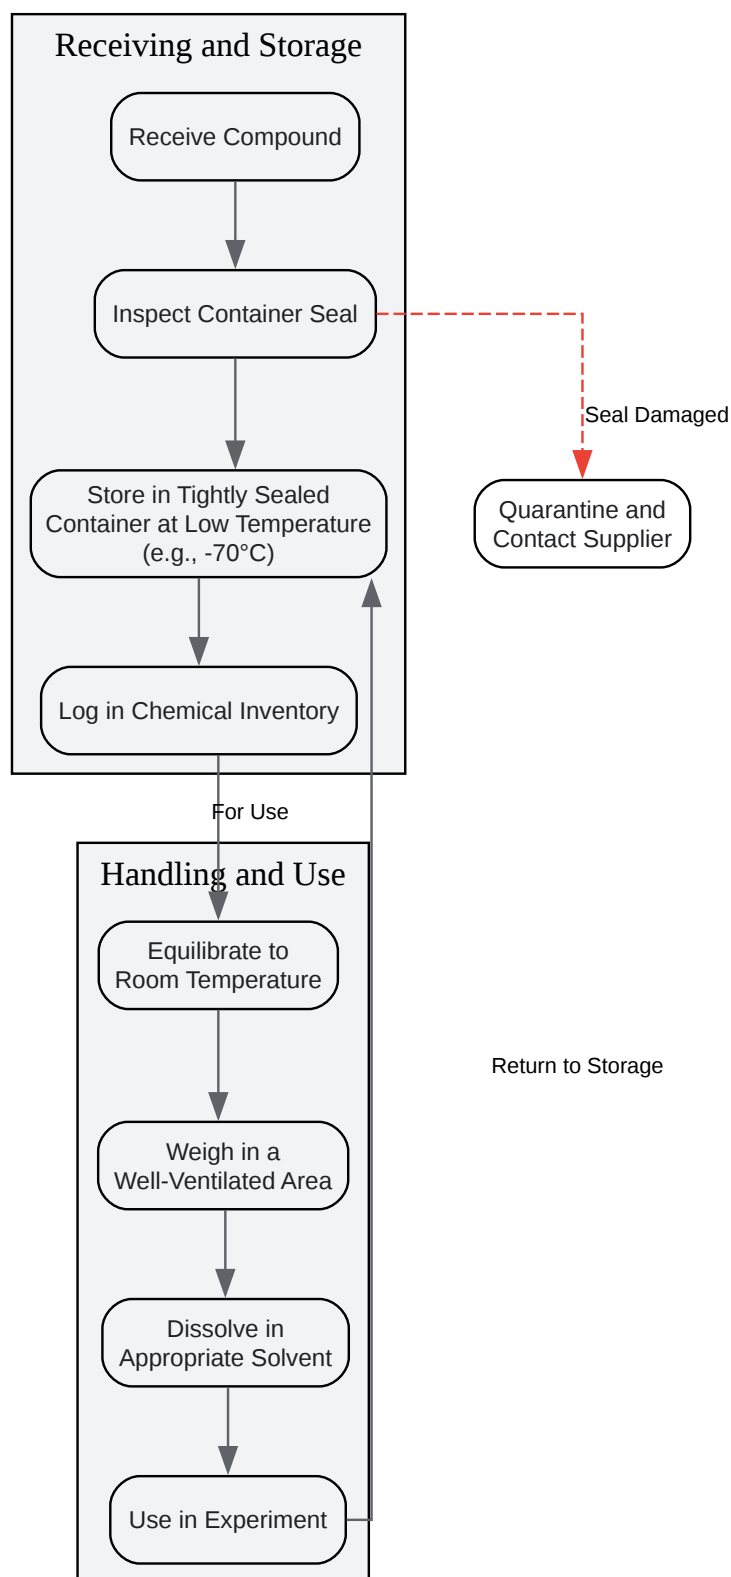 Receiving and Storage
Receive Compound
Inspect Container Seal
Seal Damaged
Store in Tightly Sealed
Container at Low Temperature
(e.g., -70°C)
Quarantine and
Contact Supplier
Log in Chemical Inventory
For Use
Handling and Use
Equilibrate to
Room Temperature
Return to Storage
Weigh in a
Well-Ventilated Area
Dissolve in
Appropriate Solvent
Use in Experiment